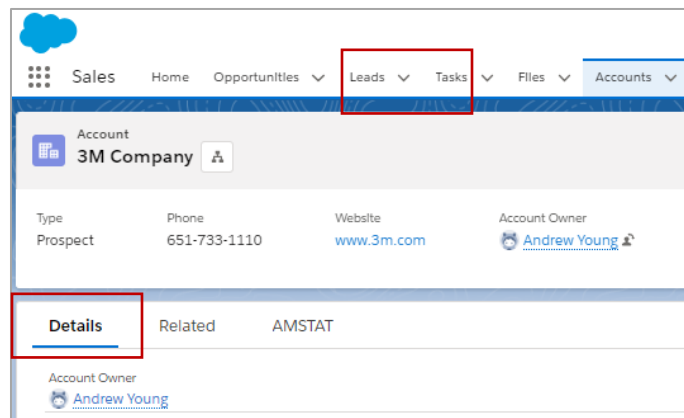 Sales Home Opportunities Leads Tasks Files Accounts
Account
3M Company
Type Phone Website Account Owner
Prospect 651-733-1110 www.3m.com Andrew Young
Details Related AMSTAT
Account Owner
Andrew Young